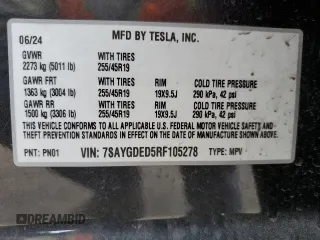 06/24 MFD BY TESLA, INC.
GVWR WITH TIRES
2273 kg (5011 lb) 255/45R19
GAWR FRT WITH TIRES RIM COLD TIRE PRESSURE
1363 kg (3004 lb) 255/45R19 19X9.5J 290 kPa, 42 psi
GAWR RR WITH TIRES RIM COLD TIRE PRESSURE
1500 kg (3306 lb) 255/45R19 19X9.5J 290 kPa, 42 psi
THIS VEHICLE CONFORMS TO ALL APPLICABLE U.S. FEDERAL MOTOR VEHICLE SAFETY AND
THEFT PREVENTION STANDARDS IN EFFECT ON THE DATE OF MANUFACTURE SHOWN ABOVE.
PNT: PN01 VIN: 7SAYGDED5RF105278 TYPE: MPV
DREAMBID